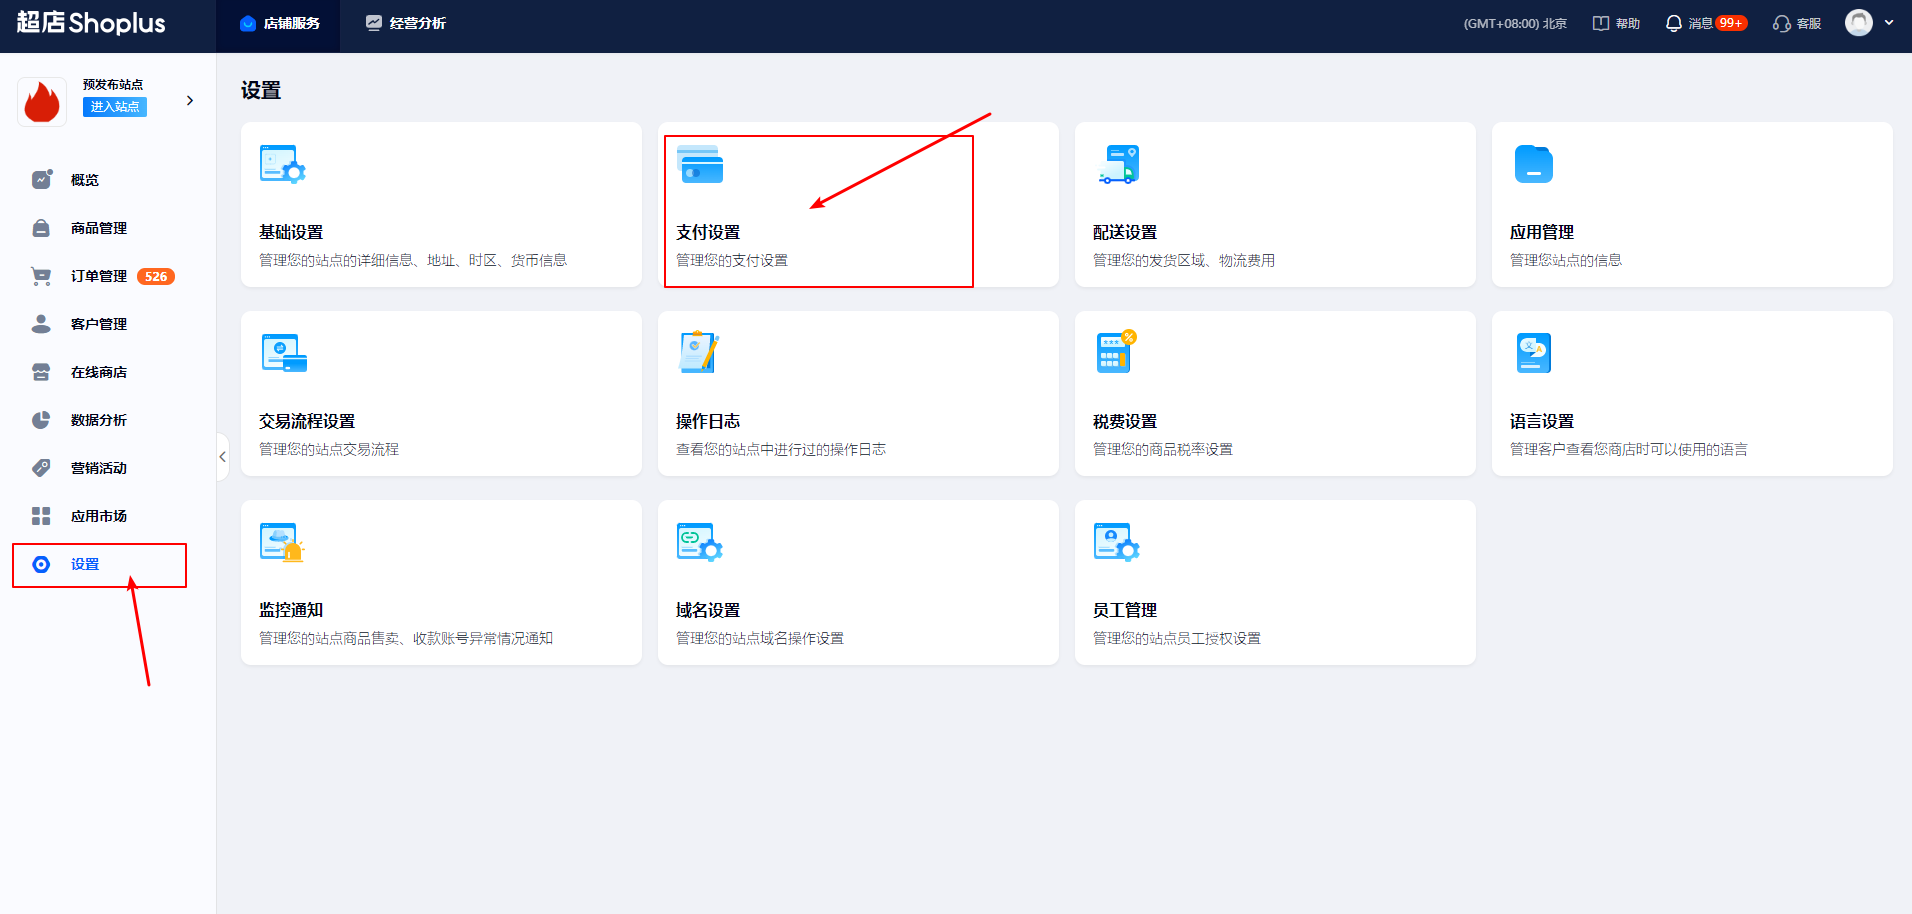 超店Shoplus
店铺服务
经营分析
(GMT+08:00) 北京
帮助
消息 99+
客服
预发布站点
进入站点
概览
商品管理
订单管理 526
客户管理
在线商店
数据分析
营销活动
应用市场
设置
设置
基础设置
管理您的站点的详细信息、地址、时区、货币信息
支付设置
管理您的支付设置
配送设置
管理您的发货区域、物流费用
应用管理
管理您站点的信息
交易流程设置
管理您的站点交易流程
操作日志
查看您的站点中进行过的操作日志
税费设置
管理您的商品税率设置
语言设置
管理客户查看您商店时可以使用的语言
监控通知
管理您的站点商品售卖、收款账号异常情况通知
域名设置
管理您的站点域名操作设置
员工管理
管理您的站点员工授权设置